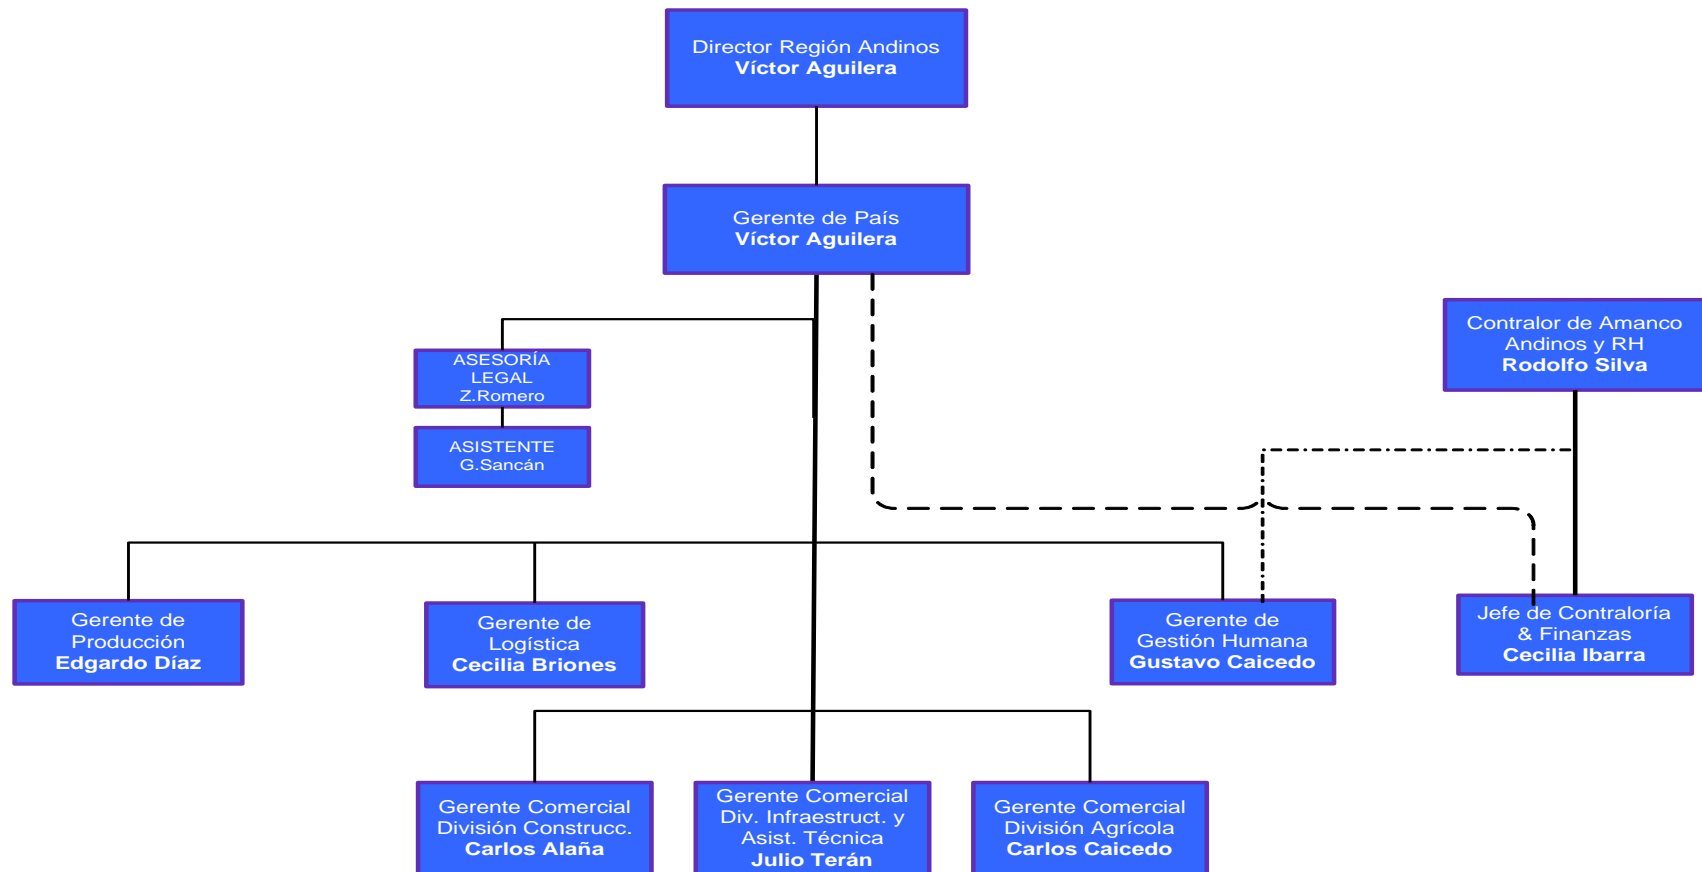 Director Región Andinos
Víctor Aguilera
Gerente de País
Víctor Aguilera
ASESORÍA
LEGAL
Z.Romero
ASISTENTE
G.Sancán
Contralor de Amanco
Andinos y RH
Rodolfo Silva
Gerente de
Producción
Edgardo Díaz
Gerente de
Logística
Cecilia Briones
Gerente de
Gestión Humana
Gustavo Caicedo
Jefe de Contraloría
& Finanzas
Cecilia Ibarra
Gerente Comercial
División Construcc.
Carlos Alaña
Gerente Comercial
Div. Infraestruct. y
Asist. Técnica
Julio Terán
Gerente Comercial
División Agrícola
Carlos Caicedo